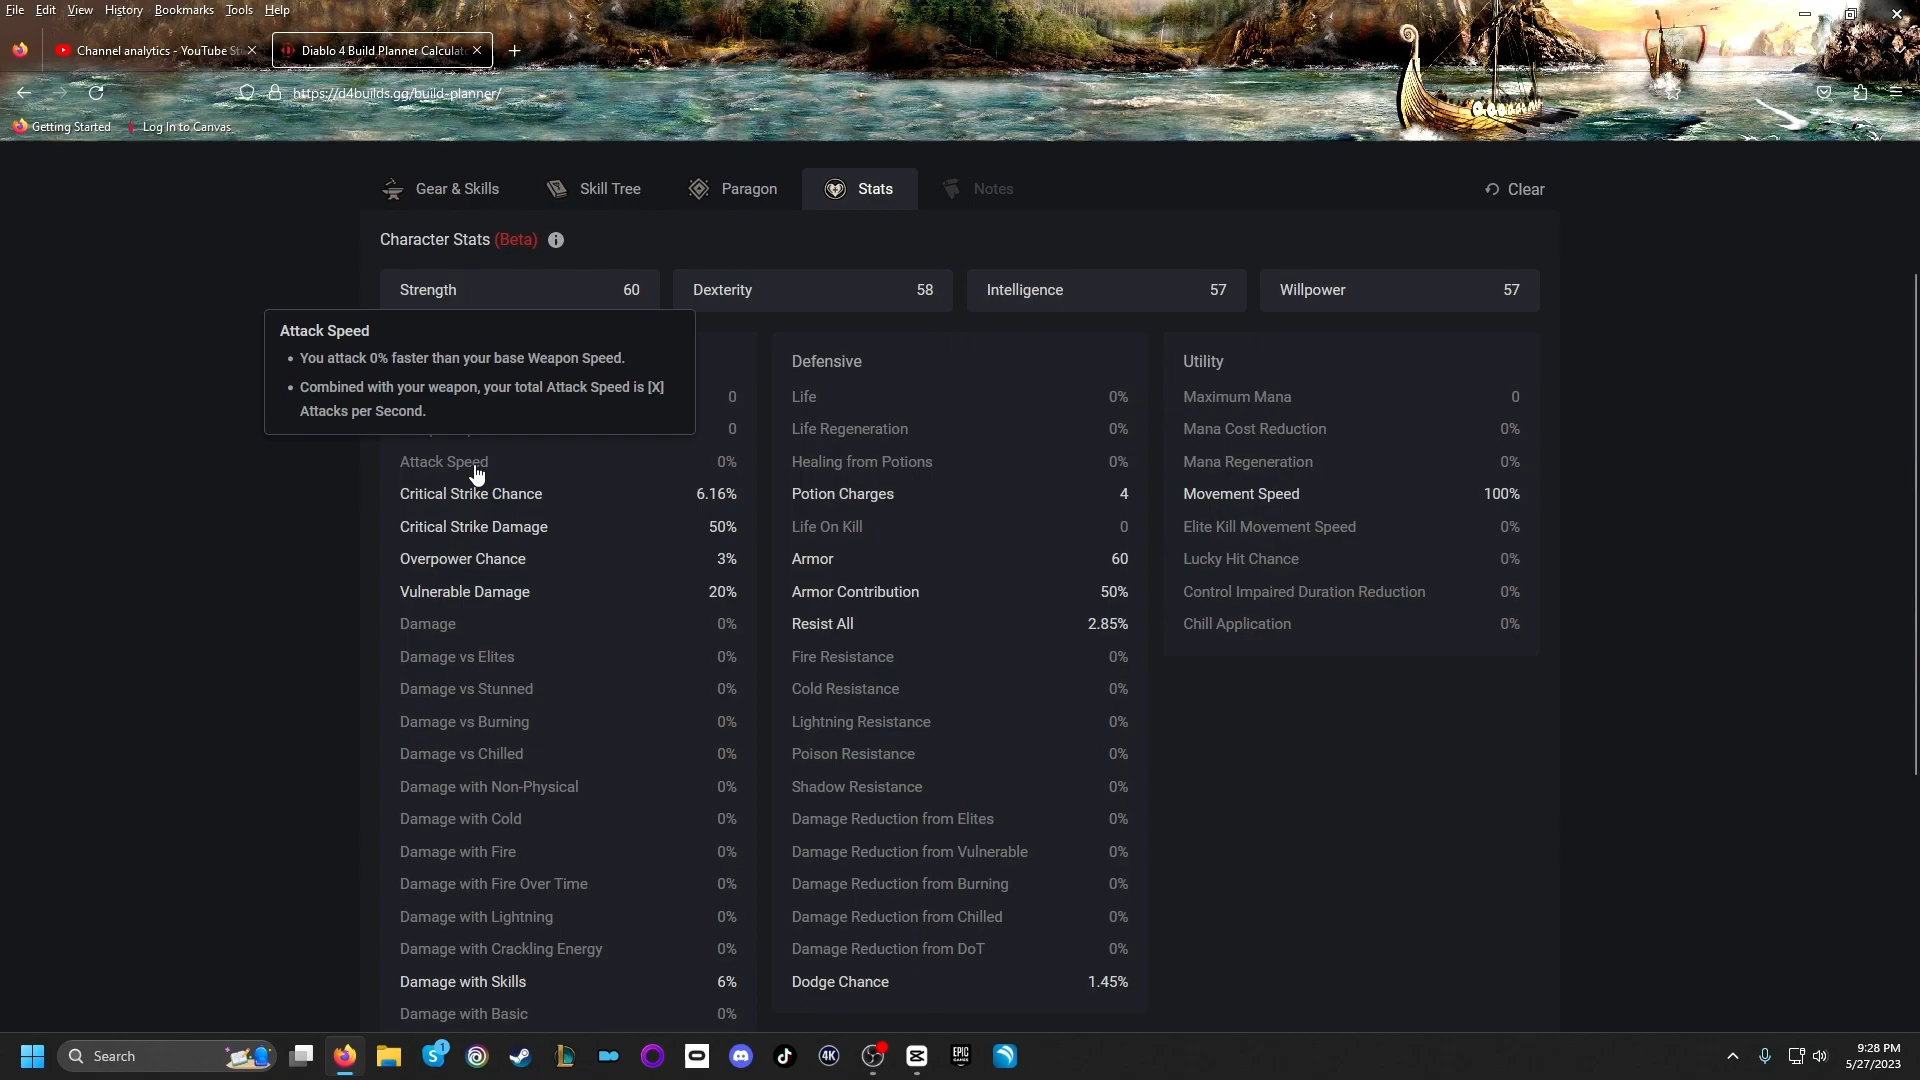 File Edit View History Bookmarks Tools Help
Channel analytics - YouTube St
Diablo 4 Build Planner Calculat
https://d4builds.gg/build-planner/
Getting Started
Log In to Canvas
Gear & Skills
Skill Tree
Paragon
Stats
Notes
Clear
Character Stats (Beta)
Strength 60
Dexterity 58
Intelligence 57
Willpower 57
Attack Speed
• You attack 0% faster than your base Weapon Speed.
• Combined with your weapon, your total Attack Speed is [X]
Attacks per Second.
0
0
Attack Speed 0%
Critical Strike Chance 6.16%
Critical Strike Damage 50%
Overpower Chance 3%
Vulnerable Damage 20%
Damage 0%
Damage vs Elites 0%
Damage vs Stunned 0%
Damage vs Burning 0%
Damage vs Chilled 0%
Damage with Non-Physical 0%
Damage with Cold 0%
Damage with Fire 0%
Damage with Fire Over Time 0%
Damage with Lightning 0%
Damage with Crackling Energy 0%
Damage with Skills 6%
Damage with Basic 0%
Defensive
Life 0%
Life Regeneration 0%
Healing from Potions 0%
Potion Charges 4
Life On Kill 0
Armor 60
Armor Contribution 50%
Resist All 2.85%
Fire Resistance 0%
Cold Resistance 0%
Lightning Resistance 0%
Poison Resistance 0%
Shadow Resistance 0%
Damage Reduction from Elites 0%
Damage Reduction from Vulnerable 0%
Damage Reduction from Burning 0%
Damage Reduction from Chilled 0%
Damage Reduction from DoT 0%
Dodge Chance 1.45%
Utility
Maximum Mana 0
Mana Cost Reduction 0%
Mana Regeneration 0%
Movement Speed 100%
Elite Kill Movement Speed 0%
Lucky Hit Chance 0%
Control Impaired Duration Reduction 0%
Chill Application 0%
Search
1
4K
EPIC
GAMES
9:28 PM
5/27/2023